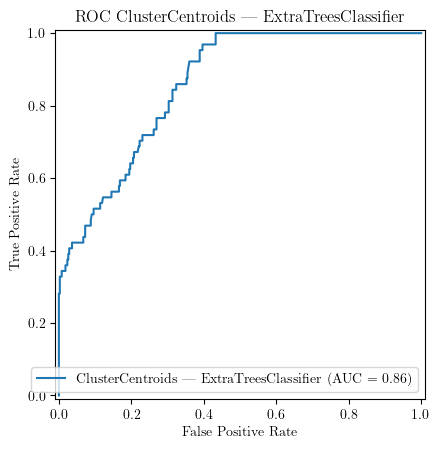 ROC ClusterCentroids — ExtraTreesClassifier
1.0
0.8
0.6
0.4
0.2
0.0
True Positive Rate
ClusterCentroids — ExtraTreesClassifier (AUC = 0.86)
0.0 0.2 0.4 0.6 0.8 1.0
False Positive Rate